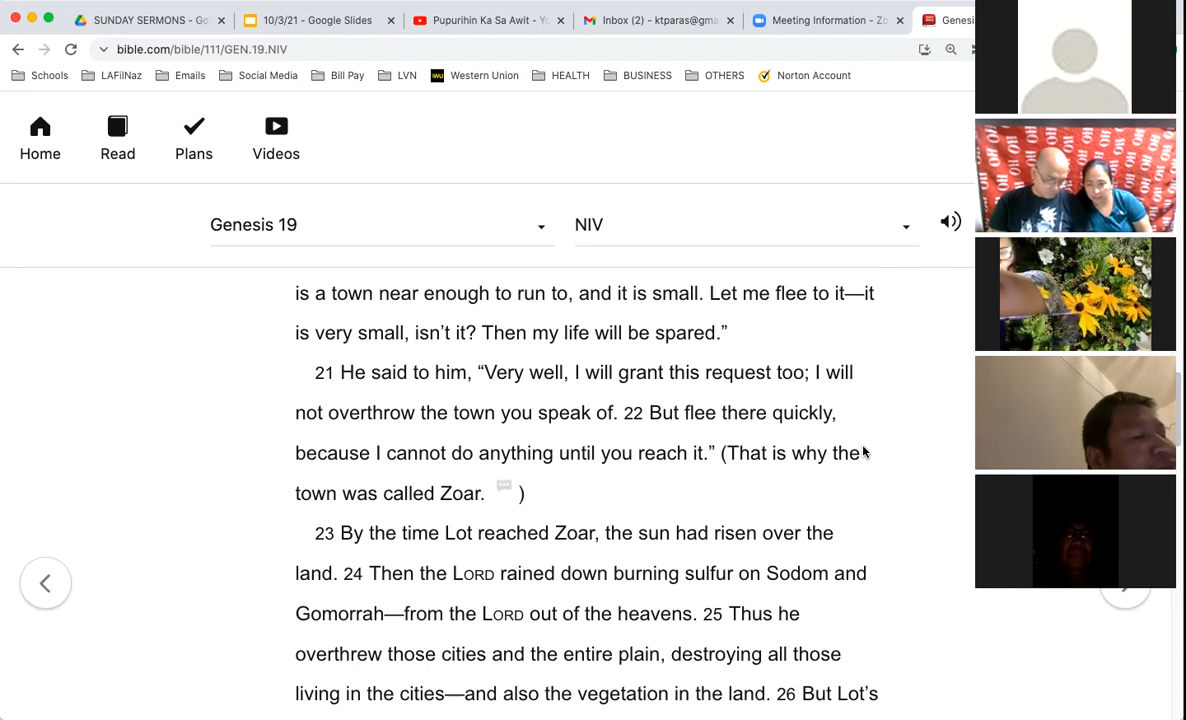 SUNDAY SERMONS - Go
10/3/21 - Google Slides
Pupurihin Ka Sa Awit - Yo
Inbox (2) - ktparas@gma
Meeting Information - Zo
Genesi
bible.com/bible/111/GEN.19.NIV
Schools
LAFilNaz
Emails
Social Media
Bill Pay
LVN
WU
Western Union
HEALTH
BUSINESS
OTHERS
Norton Account
Home
Read
Plans
Videos
Genesis 19
NIV
is a town near enough to run to, and it is small. Let me flee to it—it
is very small, isn’t it? Then my life will be spared.”
21 He said to him, “Very well, I will grant this request too; I will
not overthrow the town you speak of. 22 But flee there quickly,
because I cannot do anything until you reach it.” (That is why the
town was called Zoar. )
23 By the time Lot reached Zoar, the sun had risen over the
land. 24 Then the LORD rained down burning sulfur on Sodom and
Gomorrah—from the LORD out of the heavens. 25 Thus he
overthrew those cities and the entire plain, destroying all those
living in the cities—and also the vegetation in the land. 26 But Lot’s